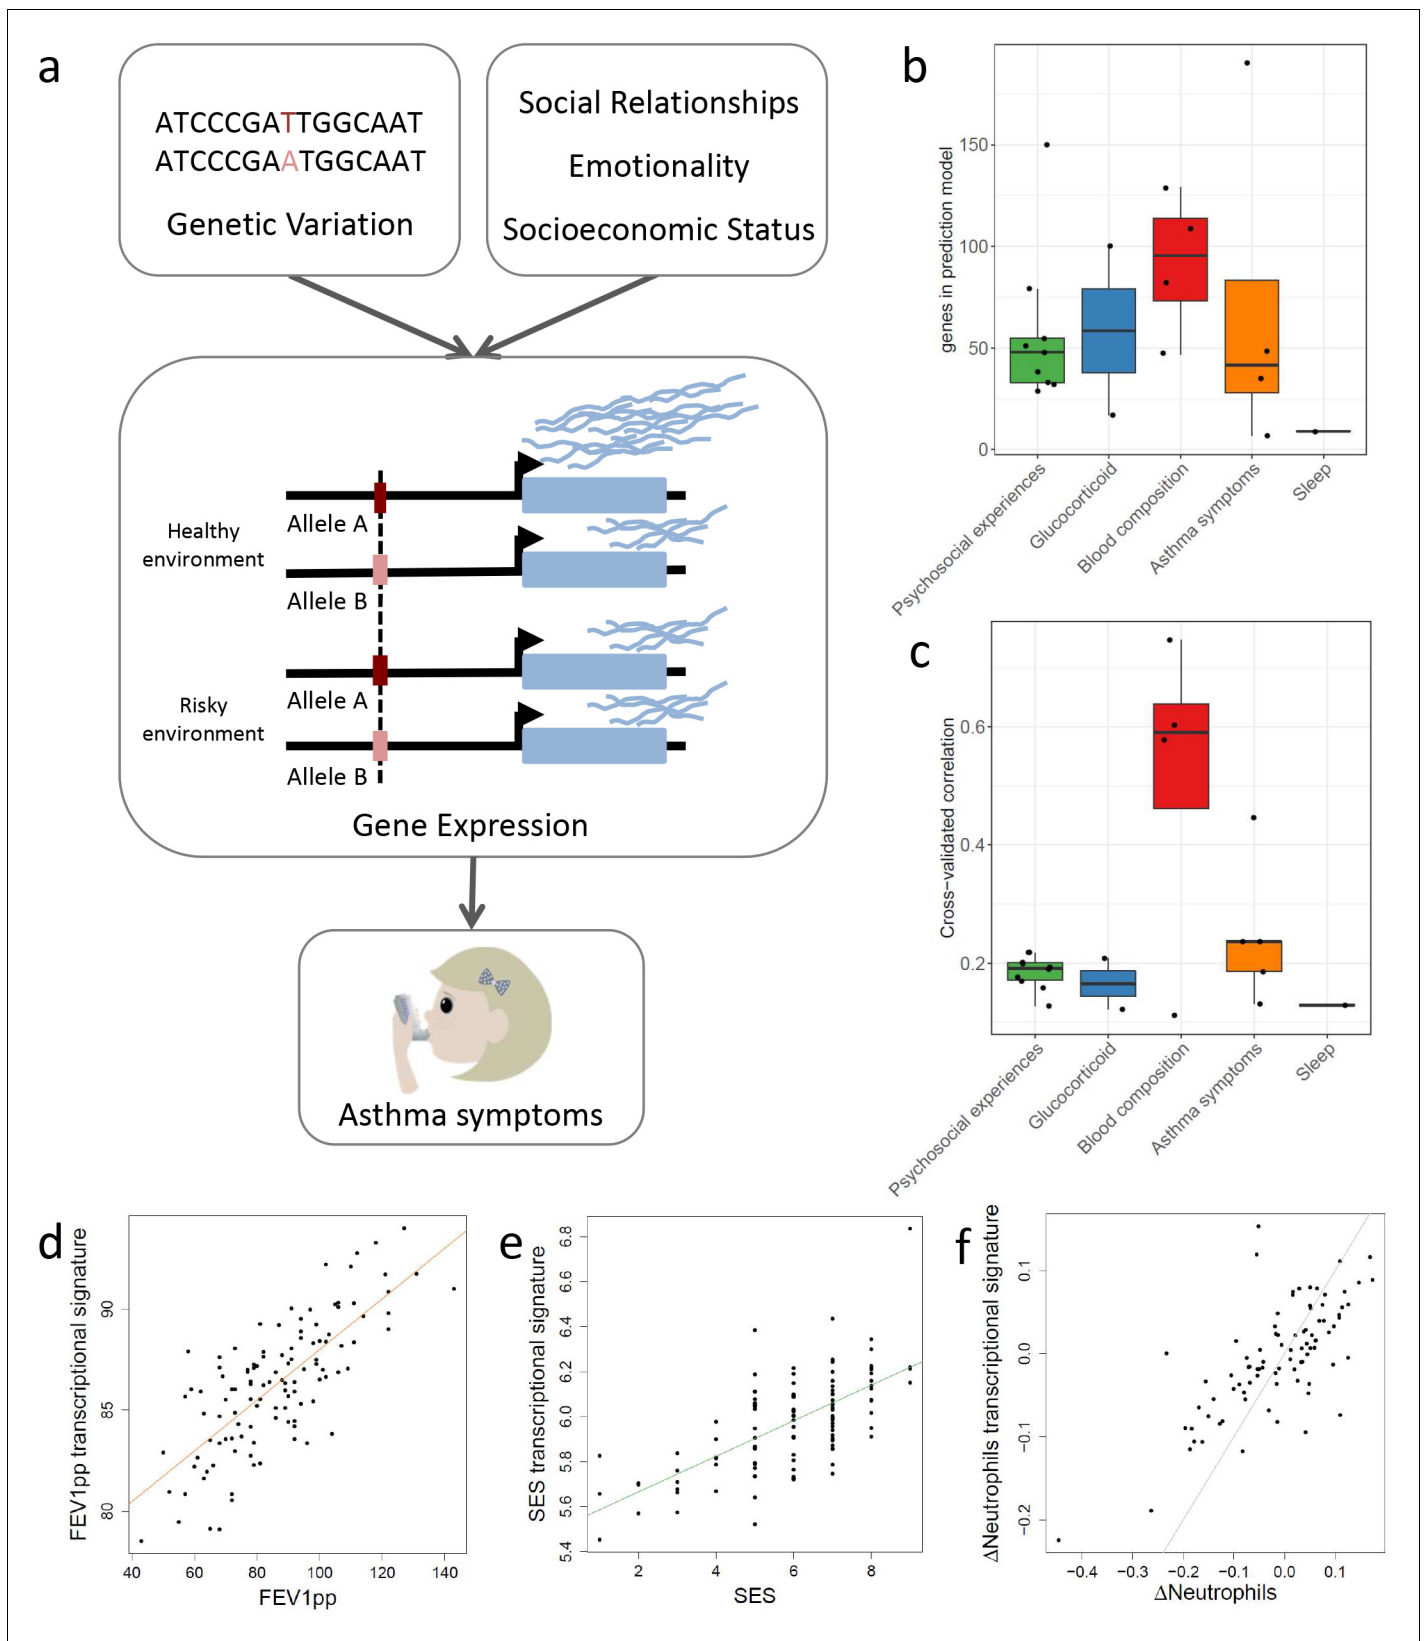 a
ATCCCGATTGGCAAT
ATCCCGAATGGCAAT
Genetic Variation
Social Relationships
Emotionality
Socioeconomic Status
Healthy
environment
Allele A
Allele B
Risky
environment
Allele A
Allele B
Gene Expression
Asthma symptoms
b
genes in prediction model
150
100
50
0
Psychosocial experiences
Glucocorticoid
Blood composition
Asthma symptoms
Sleep
c
Cross−validated correlation
0.6
0.4
0.2
Psychosocial experiences
Glucocorticoid
Blood composition
Asthma symptoms
Sleep
d
FEV1pp transcriptional signature
90
85
80
40 60 80 100 120 140
FEV1pp
e
SES transcriptional signature
6.8
6.6
6.4
6.2
6.0
5.8
5.6
5.4
2 4 6 8
SES
f
ΔNeutrophils transcriptional signature
0.1
0.0
−0.1
−0.2
−0.4 −0.3 −0.2 −0.1 0.0 0.1
ΔNeutrophils